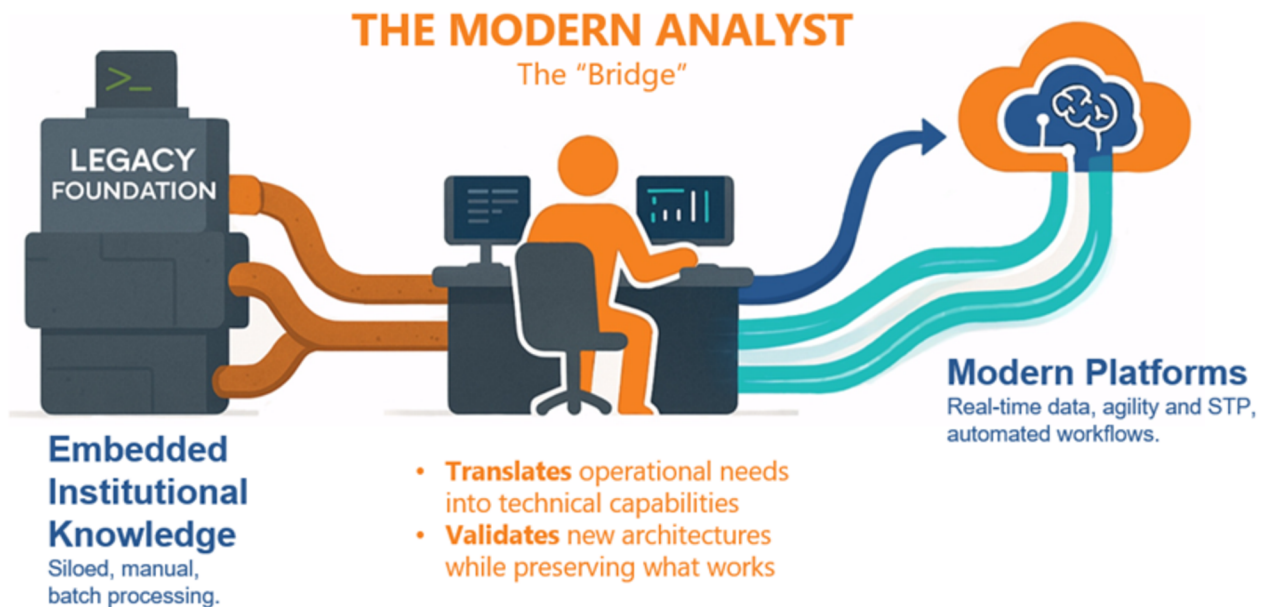 THE MODERN ANALYST
The “Bridge”
>_
LEGACY
FOUNDATION
Embedded
Institutional
Knowledge
Siloed, manual,
batch processing.
• Translates operational needs
into technical capabilities
• Validates new architectures
while preserving what works
Modern Platforms
Real-time data, agility and STP,
automated workflows.